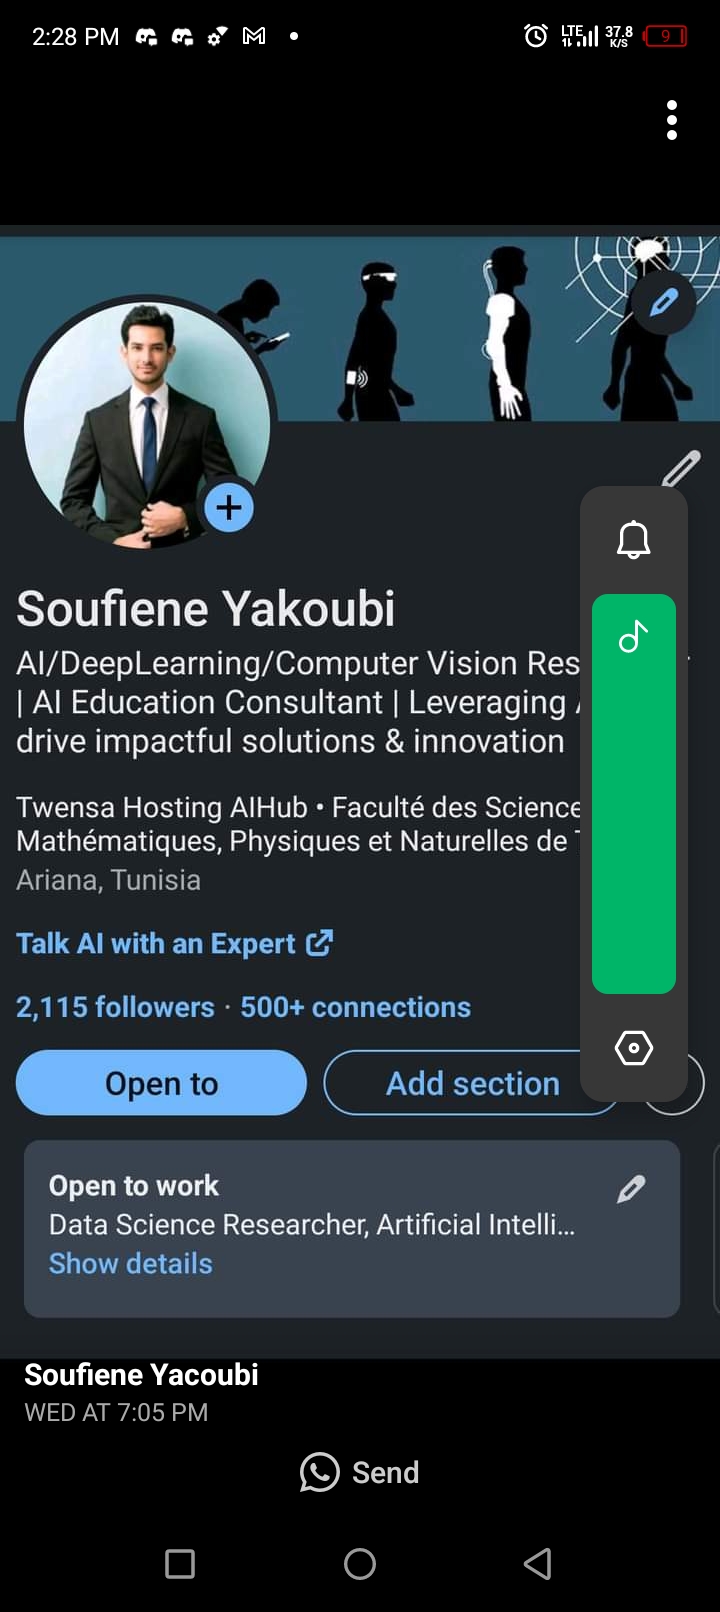 2:28 PM
LTE 37.8 K/S 9
Soufiene Yakoubi
AI/DeepLearning/Computer Vision
| AI Education Consultant | Leveraging
drive impactful solutions & innovation
Twensa Hosting AIHub • Faculté des
Mathématiques, Physiques et Naturelles de
Ariana, Tunisia
Talk AI with an Expert
2,115 followers · 500+ connections
Open to
Add section
Open to work
Data Science Researcher, Artificial Intelli...
Show details
Soufiene Yacoubi
WED AT 7:05 PM
Send